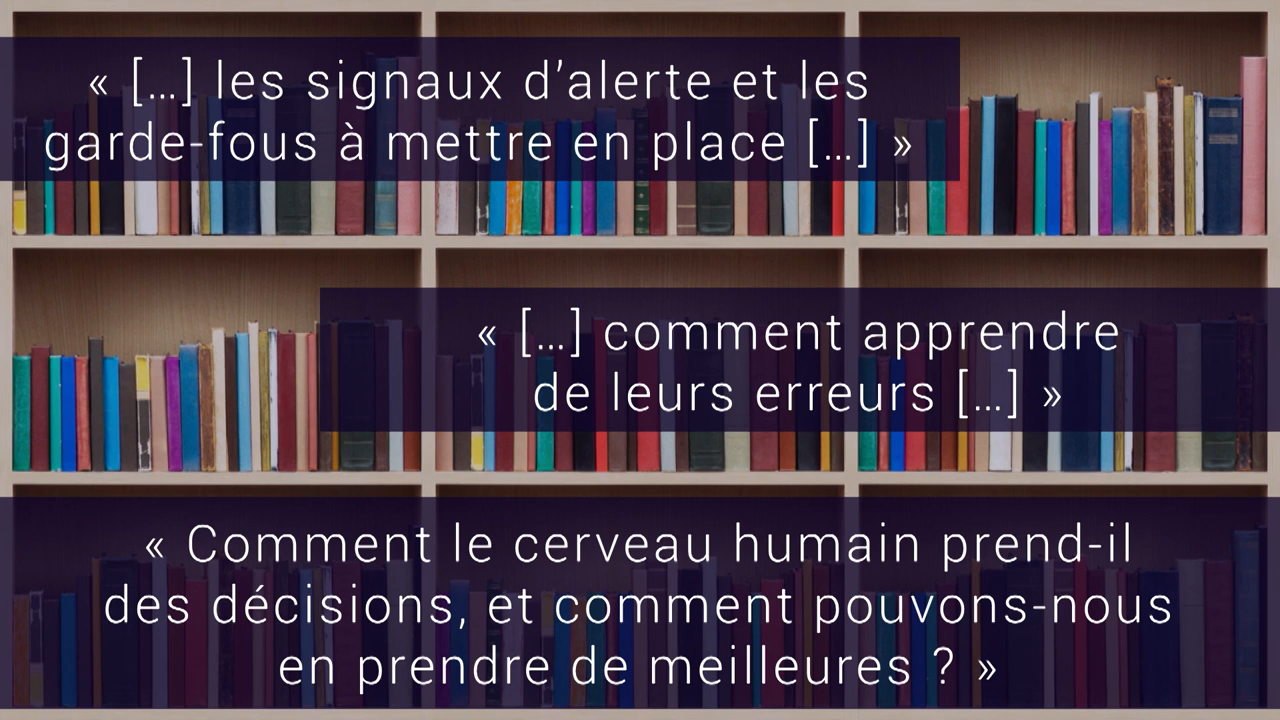 « […] les signaux d’alerte et les
garde-fous à mettre en place […] »
« […] comment apprendre
de leurs erreurs […] »
« Comment le cerveau humain prend-il
des décisions, et comment pouvons-nous
en prendre de meilleures ? »